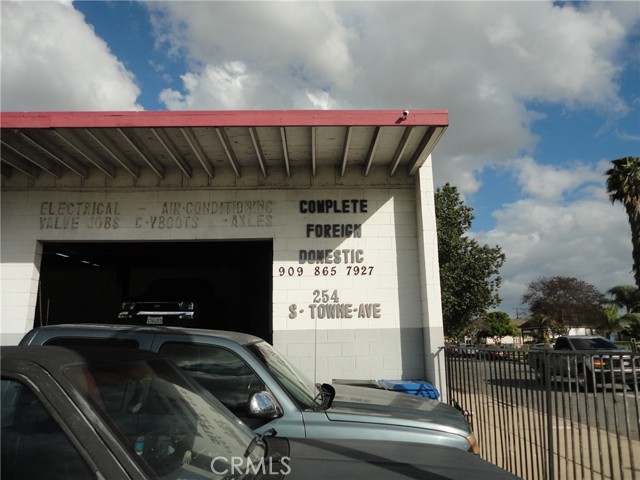 ELECTRICAL - AIR-CONDITIONING
VALVE JOBS C-VBOOTS - AXLES
COMPLETE
FOREIGN
DOMESTIC
909 865 7927
254
S - TOWNE-AVE
CRMLS